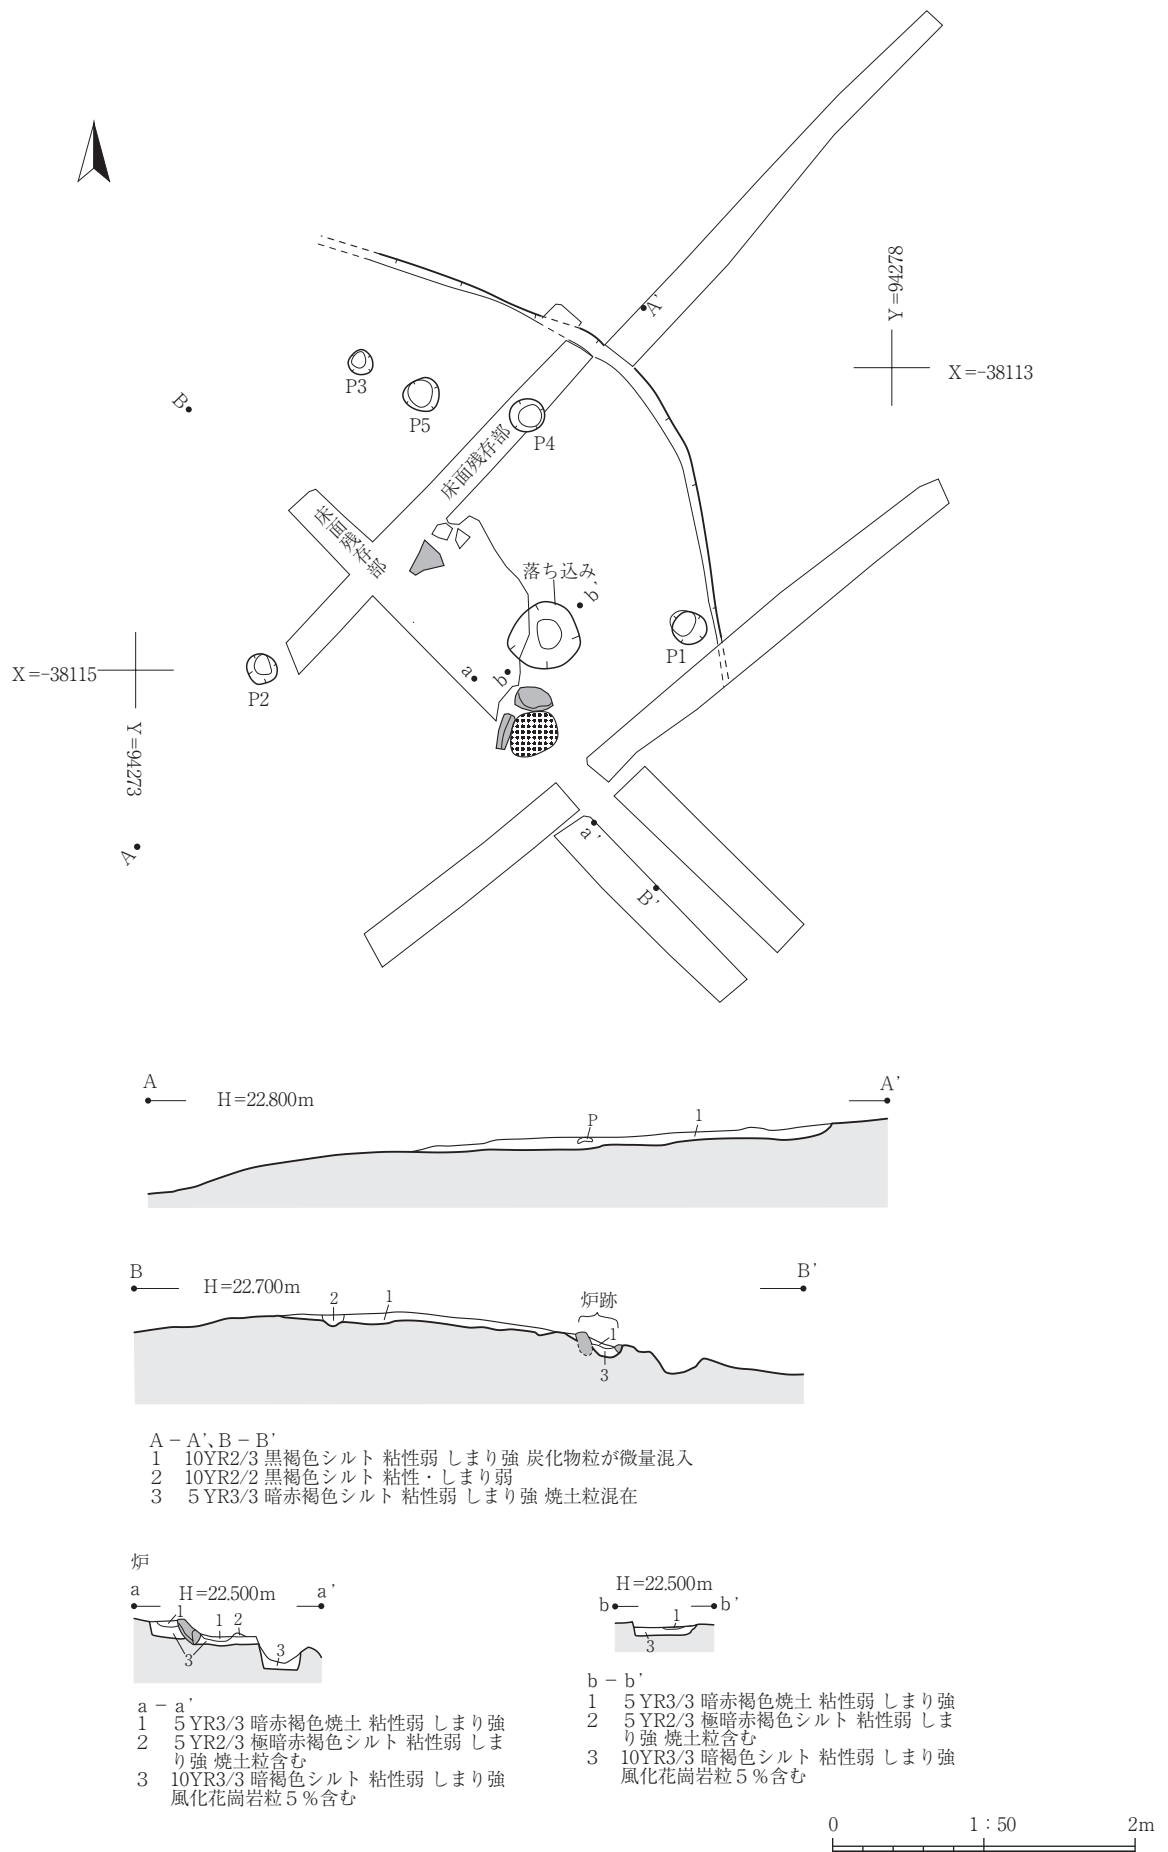 A'
Y=94278
X=-38113
B
P3
P5
P4
床面残存部
床面残存部
落ち込み
b'
P1
a
b
X=-38115
P2
Y=94273
A
a'
B'
A
H=22.800m
A'
P
1
B
H=22.700m
B'
2
1
炉跡
1
3
A-A'、B-B'
1 10YR2/3 黒褐色シルト 粘性弱 しまり強 炭化物粒が微量混入
2 10YR2/2 黒褐色シルト 粘性・しまり弱
3 5YR3/3 暗赤褐色シルト 粘性弱 しまり強 焼土粒混在
炉
a
H=22.500m
a'
1
1
2
3
3
a-a'
1 5YR3/3 暗赤褐色焼土 粘性弱 しまり強
2 5YR2/3 極暗赤褐色シルト 粘性弱 しま
り強 焼土粒含む
3 10YR3/3 暗褐色シルト 粘性弱 しまり強
風化花崗岩粒5%含む
H=22.500m
b
b'
1
3
b-b'
1 5YR3/3 暗赤褐色焼土 粘性弱 しまり強
2 5YR2/3 極暗赤褐色シルト 粘性弱 しま
り強 焼土粒含む
3 10YR3/3 暗褐色シルト 粘性弱 しまり強
風化花崗岩粒5%含む
0 1:50 2m